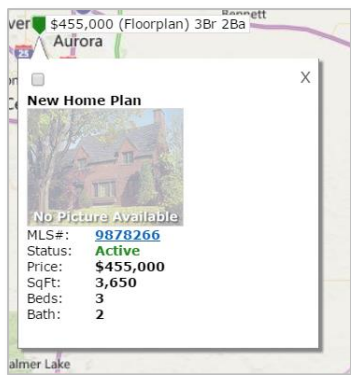 ver $455,000 (Floorplan) 3Br 2Ba
Bennett
Aurora
25
X
New Home Plan
No Picture Available
MLS#: 9878266
Status: Active
Price: $455,000
SqFt: 3,650
Beds: 3
Bath: 2
almer Lake